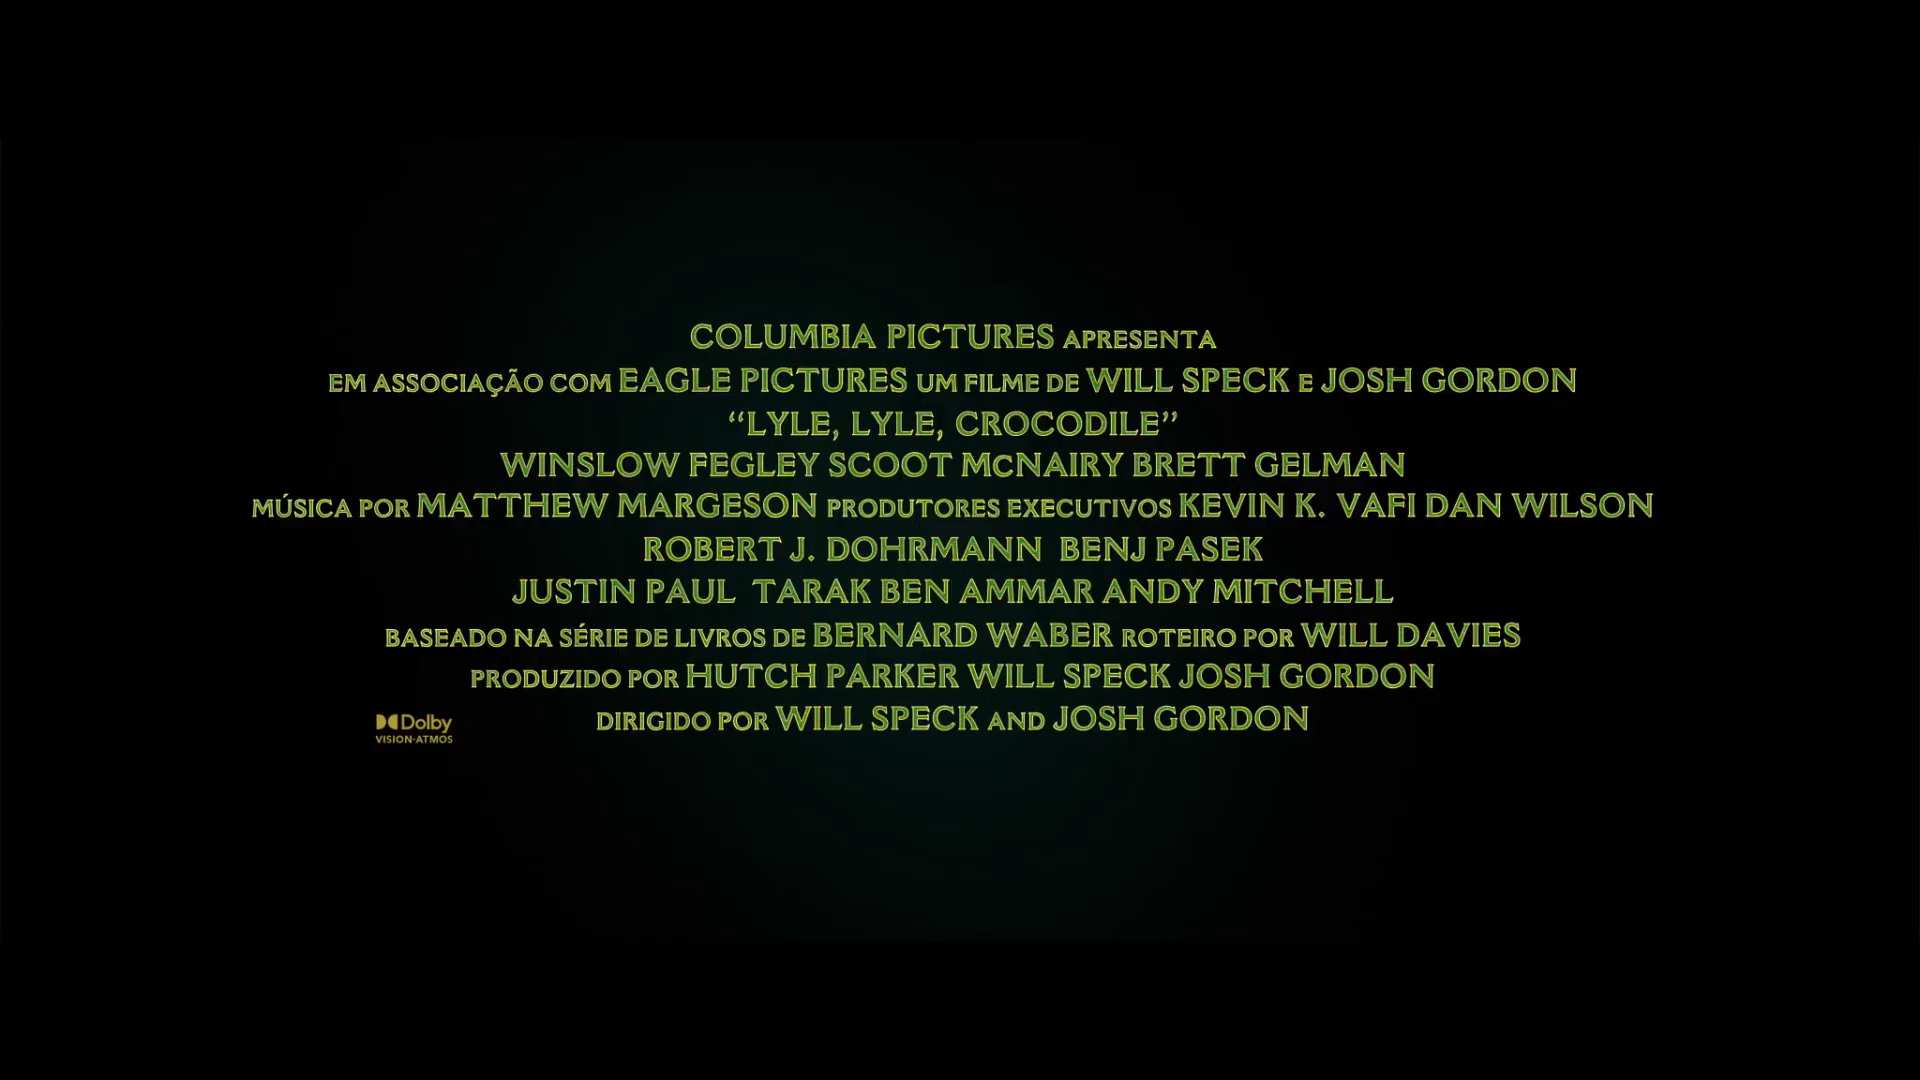 COLUMBIA PICTURES APRESENTA
EM ASSOCIAÇÃO COM EAGLE PICTURES UM FILME DE WILL SPECK E JOSH GORDON
“LYLE, LYLE, CROCODILE”
WINSLOW FEGLEY SCOOT McNAIRY BRETT GELMAN
MÚSICA POR MATTHEW MARGESON PRODUTORES EXECUTIVOS KEVIN K. VAFI DAN WILSON
ROBERT J. DOHRMANN BENJ PASEK
JUSTIN PAUL TARAK BEN AMMAR ANDY MITCHELL
BASEADO NA SÉRIE DE LIVROS DE BERNARD WABER ROTEIRO POR WILL DAVIES
PRODUZIDO POR HUTCH PARKER WILL SPECK JOSH GORDON
DIRIGIDO POR WILL SPECK AND JOSH GORDON
Dolby
VISION·ATMOS